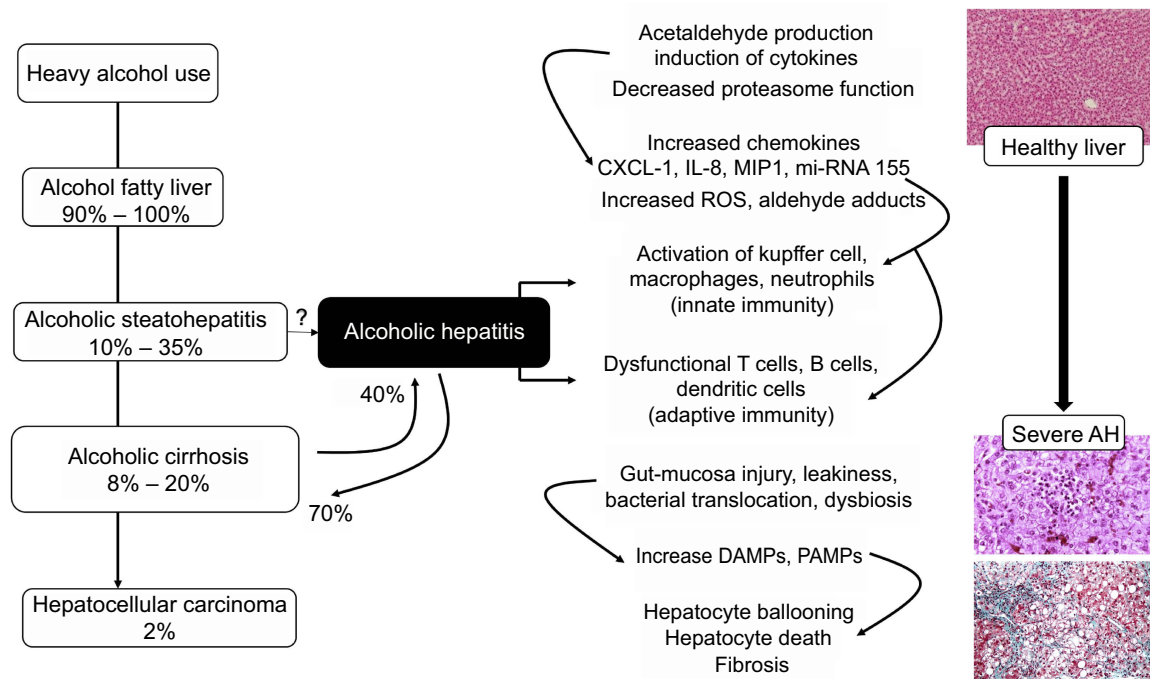 Heavy alcohol use
Alcohol fatty liver
90% – 100%
Alcoholic steatohepatitis
10% – 35%
?
Alcoholic hepatitis
40%
Alcoholic cirrhosis
8% – 20%
70%
Hepatocellular carcinoma
2%
Acetaldehyde production
induction of cytokines
Decreased proteasome function
Increased chemokines
CXCL-1, IL-8, MIP1, mi-RNA 155
Increased ROS, aldehyde adducts
Activation of kupffer cell,
macrophages, neutrophils
(innate immunity)
Dysfunctional T cells, B cells,
dendritic cells
(adaptive immunity)
Gut-mucosa injury, leakiness,
bacterial translocation, dysbiosis
Increase DAMPs, PAMPs
Hepatocyte ballooning
Hepatocyte death
Fibrosis
Healthy liver
Severe AH